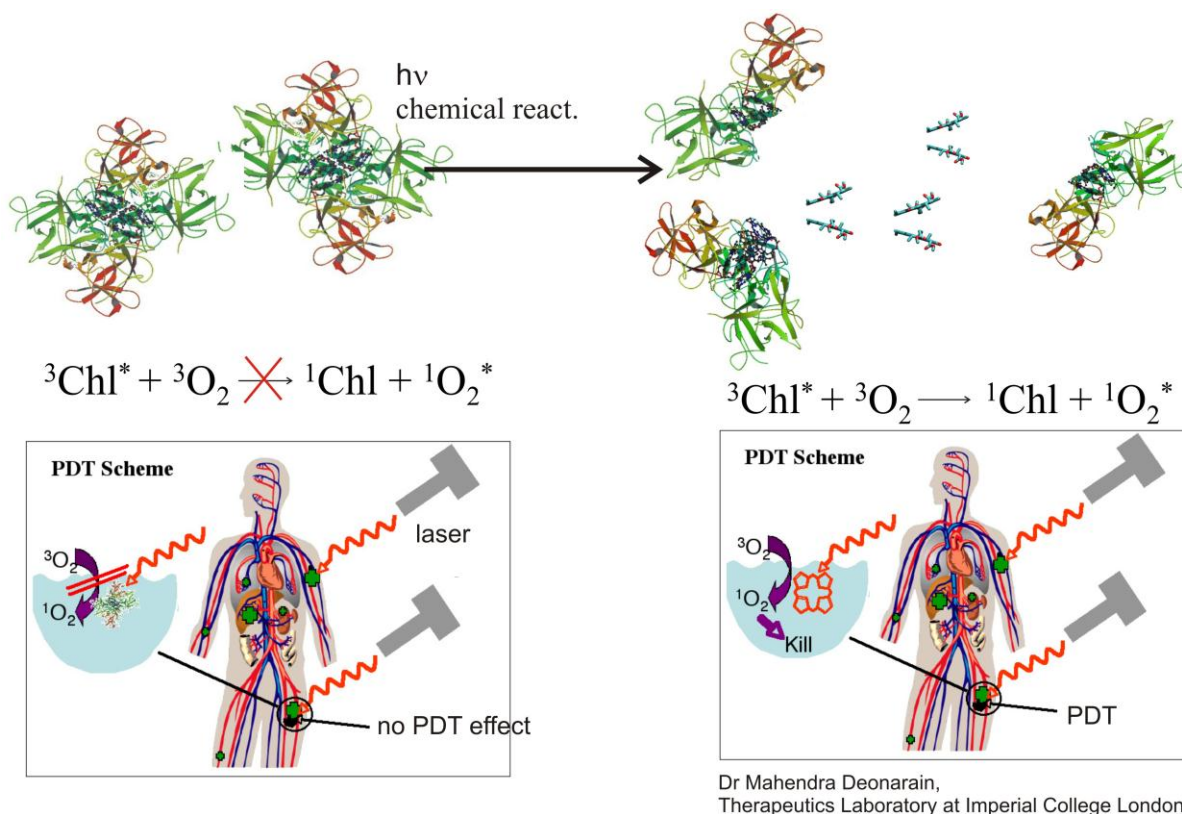 hν
chemical react.
³Chl* + ³O₂ → ¹Chl + ¹O₂*
³Chl* + ³O₂ → ¹Chl + ¹O₂*
PDT Scheme
laser
³O₂
¹O₂
no PDT effect
PDT Scheme
³O₂
¹O₂
Kill
PDT
Dr Mahendra Deonarain,
Therapeutics Laboratory at Imperial College London